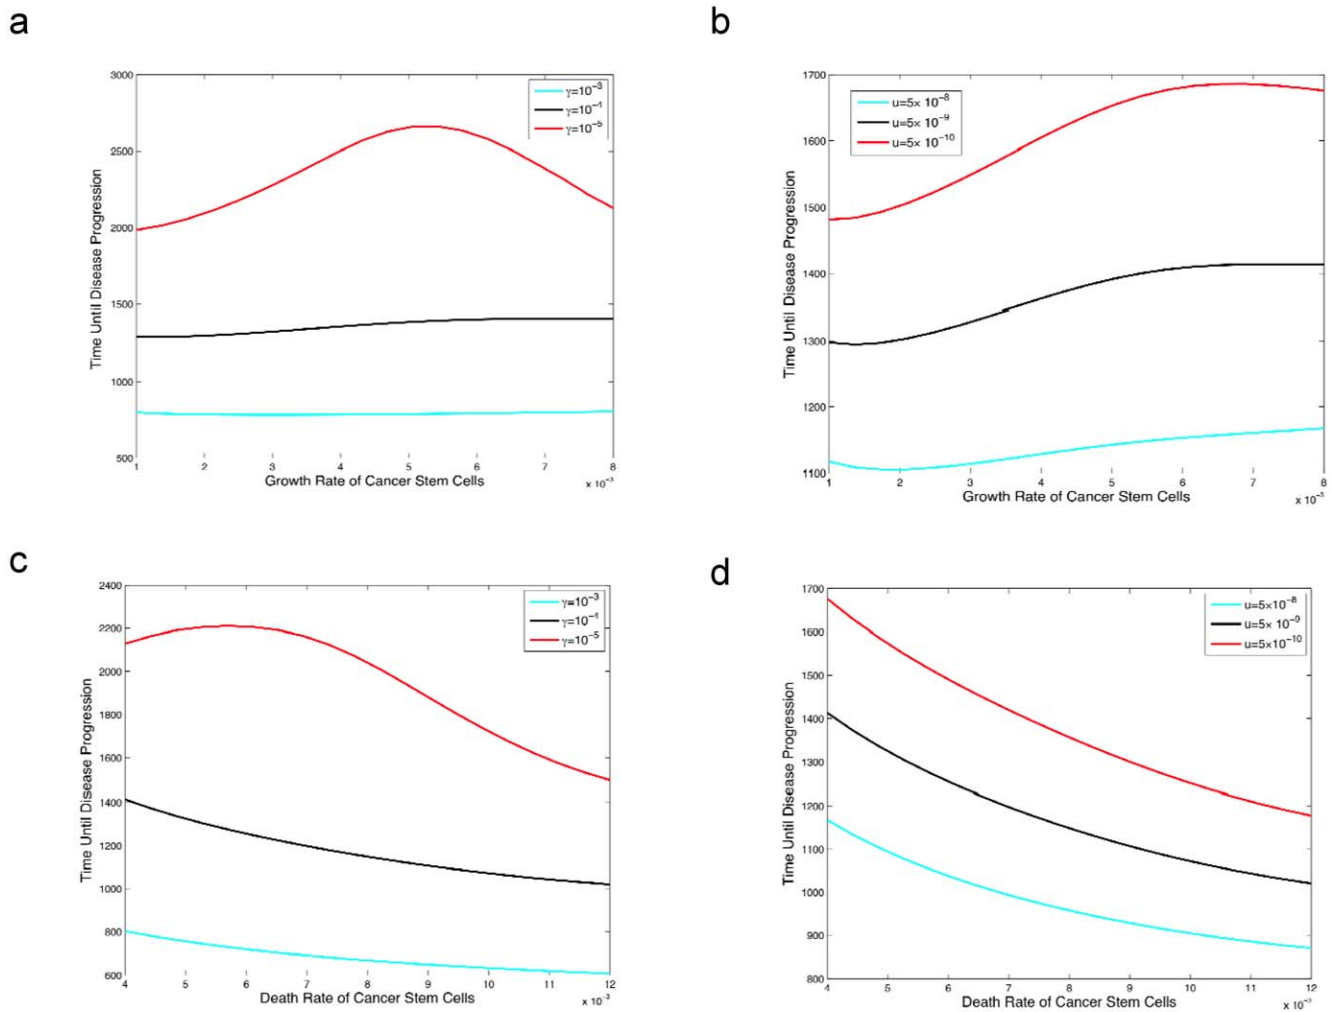 a
3000
2500
2000
1500
1000
500
1 2 3 4 5 6 7 8
x 10⁻³
Time Until Disease Progression
Growth Rate of Cancer Stem Cells
γ=10⁻³
γ=10⁻⁴
γ=10⁻⁵
b
1700
1600
1500
1400
1300
1200
1100
1 2 3 4 5 6 7 8
x 10⁻³
Time Until Disease Progression
Growth Rate of Cancer Stem Cells
u=5× 10⁻⁸
u=5× 10⁻⁹
u=5× 10⁻¹⁰
c
2400
2200
2000
1800
1600
1400
1200
1000
800
600
4 5 6 7 8 9 10 11 12
x 10⁻³
Time Until Disease Progression
Death Rate of Cancer Stem Cells
γ=10⁻³
γ=10⁻⁴
γ=10⁻⁵
d
1700
1600
1500
1400
1300
1200
1100
1000
900
800
4 5 6 7 8 9 10 11 12
x 10⁻³
Time Until Disease Progression
Death Rate of Cancer Stem Cells
u=5×10⁻⁸
u=5× 10⁻⁹
u=5×10⁻¹⁰